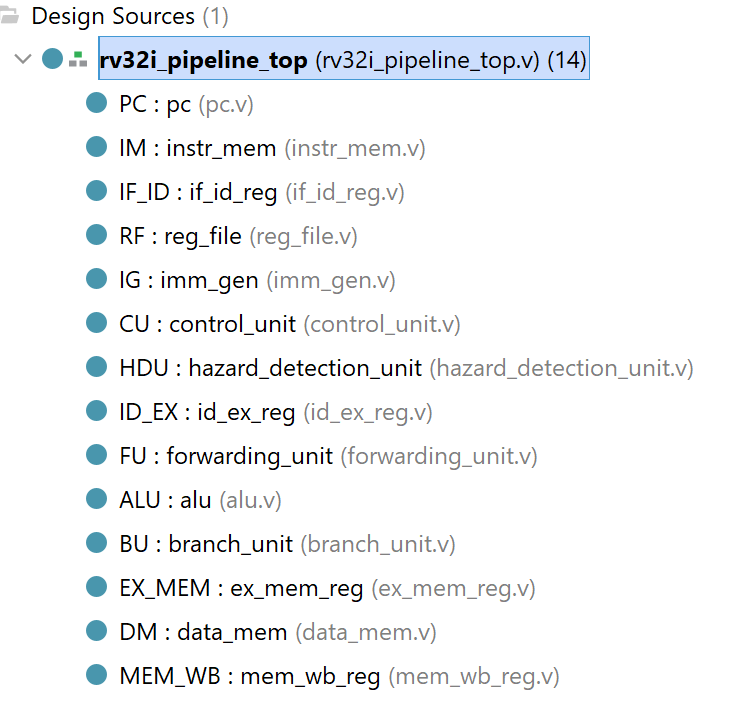 Design Sources (1)
rv32i_pipeline_top (rv32i_pipeline_top.v) (14)
PC : pc (pc.v)
IM : instr_mem (instr_mem.v)
IF_ID : if_id_reg (if_id_reg.v)
RF : reg_file (reg_file.v)
IG : imm_gen (imm_gen.v)
CU : control_unit (control_unit.v)
HDU : hazard_detection_unit (hazard_detection_unit.v)
ID_EX : id_ex_reg (id_ex_reg.v)
FU : forwarding_unit (forwarding_unit.v)
ALU : alu (alu.v)
BU : branch_unit (branch_unit.v)
EX_MEM : ex_mem_reg (ex_mem_reg.v)
DM : data_mem (data_mem.v)
MEM_WB : mem_wb_reg (mem_wb_reg.v)